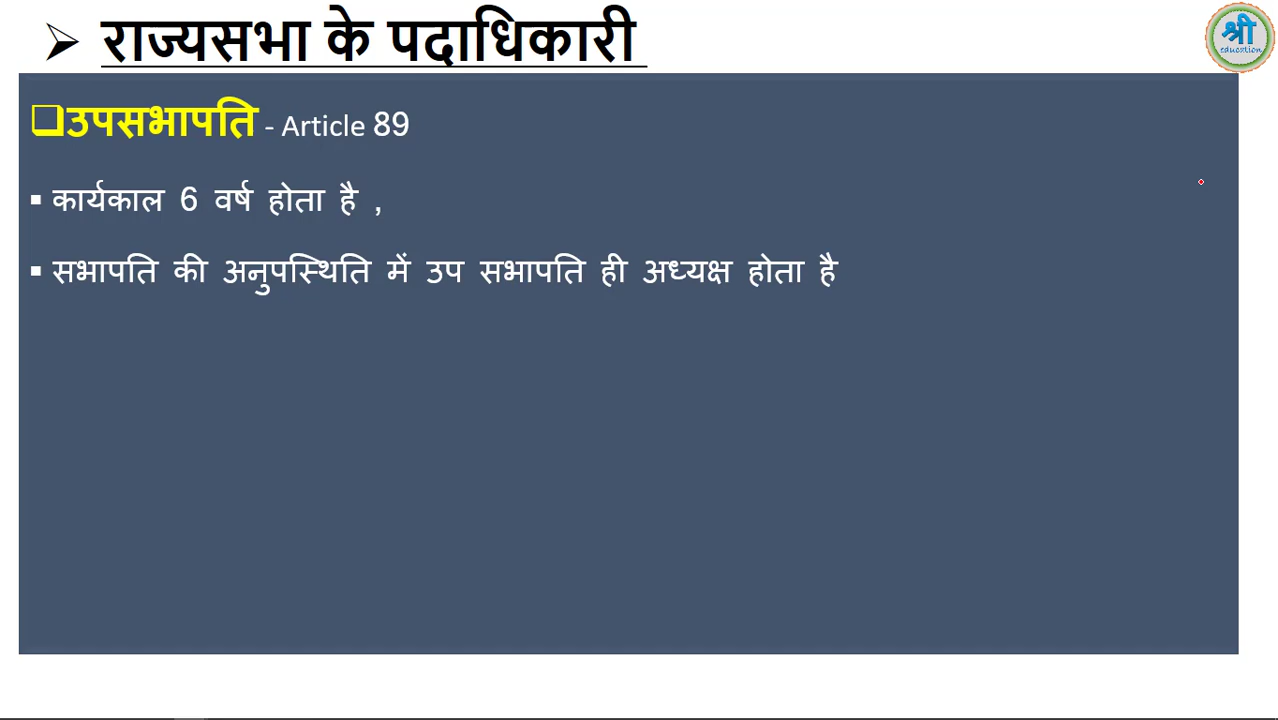 राज्यसभा के पदाधिकारी
श्री
education
उपसभापति - Article 89
कार्यकाल 6 वर्ष होता है ,
सभापति की अनुपस्थिति में उप सभापति ही अध्यक्ष होता है